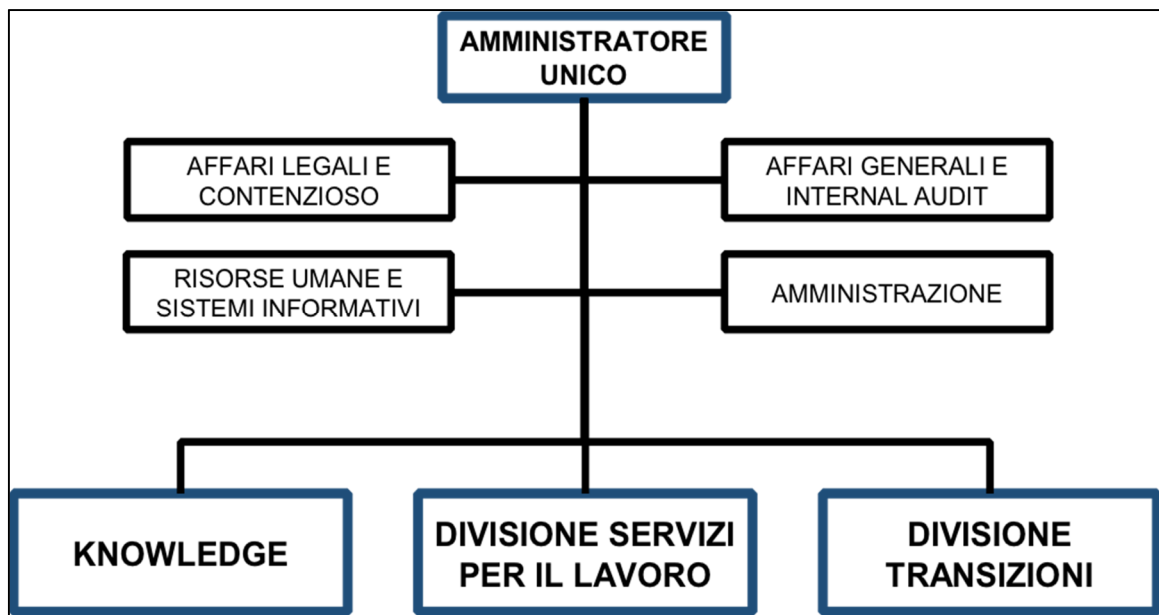 AMMINISTRATORE
UNICO
AFFARI LEGALI E
CONTENZIOSO
AFFARI GENERALI E
INTERNAL AUDIT
RISORSE UMANE E
SISTEMI INFORMATIVI
AMMINISTRAZIONE
KNOWLEDGE
DIVISIONE SERVIZI
PER IL LAVORO
DIVISIONE
TRANSIZIONI